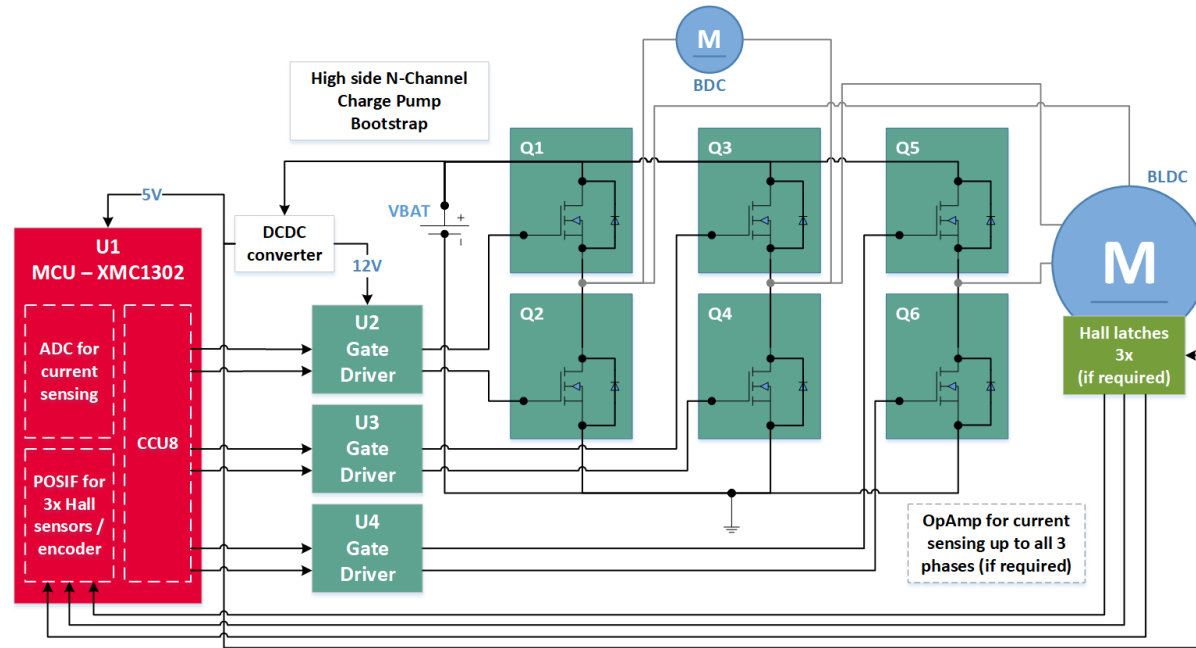 M
BDC
High side N-Channel
Charge Pump
Bootstrap
Q1
Q3
Q5
BLDC
M
5V
VBAT
+
DCDC
converter
12V
U1
MCU – XMC1302
ADC for
current
sensing
CCU8
POSIF for
3x Hall
sensors /
encoder
U2
Gate
Driver
U3
Gate
Driver
U4
Gate
Driver
Q2
Q4
Q6
Hall latches
3x
(if required)
OpAmp for current
sensing up to all 3
phases (if required)